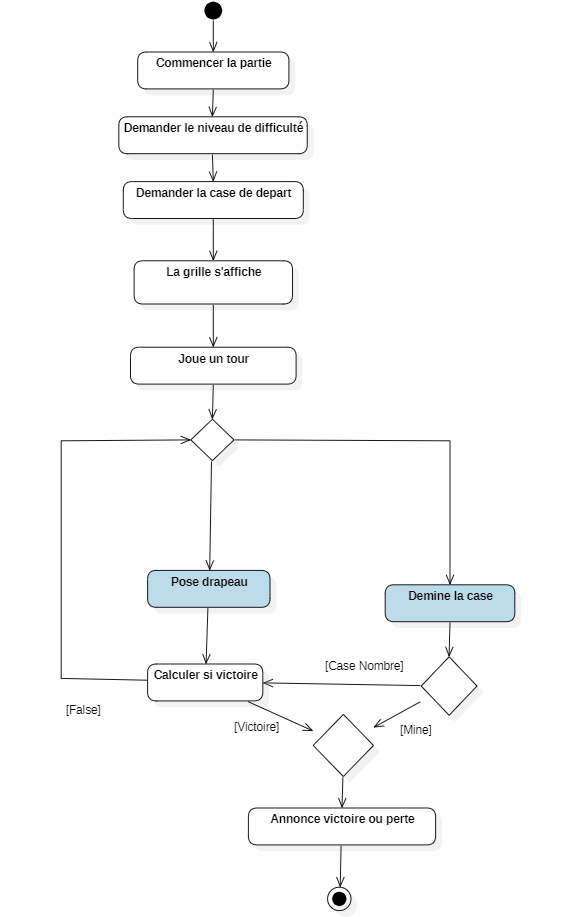 Commencer la partie
Demander le niveau de difficulté
Demander la case de depart
La grille s'affiche
Joue un tour
Pose drapeau
Demine la case
Calculer si victoire
[Case Nombre]
[False]
[Victoire]
[Mine]
Annonce victoire ou perte